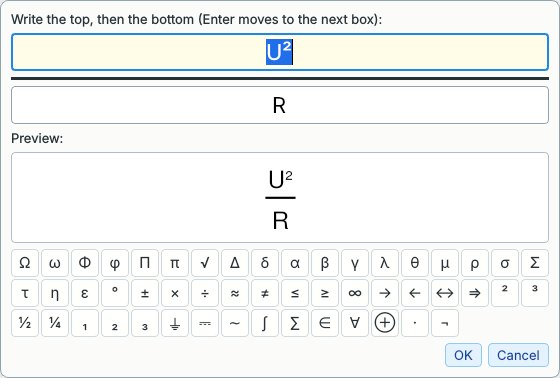 Write the top, then the bottom (Enter moves to the next box):
U²
R
Preview:
U²
R
Ω ω Φ φ Π π √ Δ δ α β γ λ θ μ ρ σ Σ
τ η ε ° ± × ÷ ≈ ≠ ≤ ≥ ∞ → ← ↔ ⇒ ² ³
½ ¼ ₁ ₂ ₃ ⏚ ⎓ ∼ ∫ ∑ ∈ ∀ ⊕ · ¬
OK Cancel